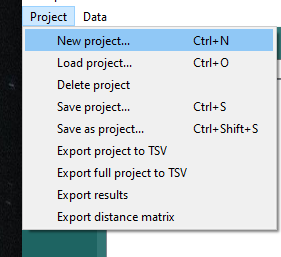 Project Data
New project... Ctrl+N
Load project... Ctrl+O
Delete project
Save project... Ctrl+S
Save as project... Ctrl+Shift+S
Export project to TSV
Export full project to TSV
Export results
Export distance matrix